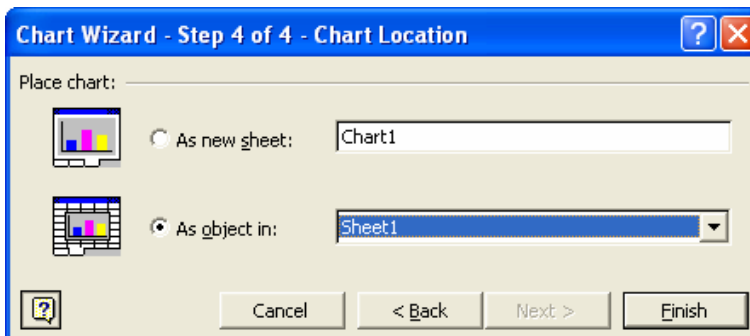 Chart Wizard - Step 4 of 4 - Chart Location
Place chart:
As new sheet: Chart1
As object in: Sheet1
Cancel < Back Next > Finish